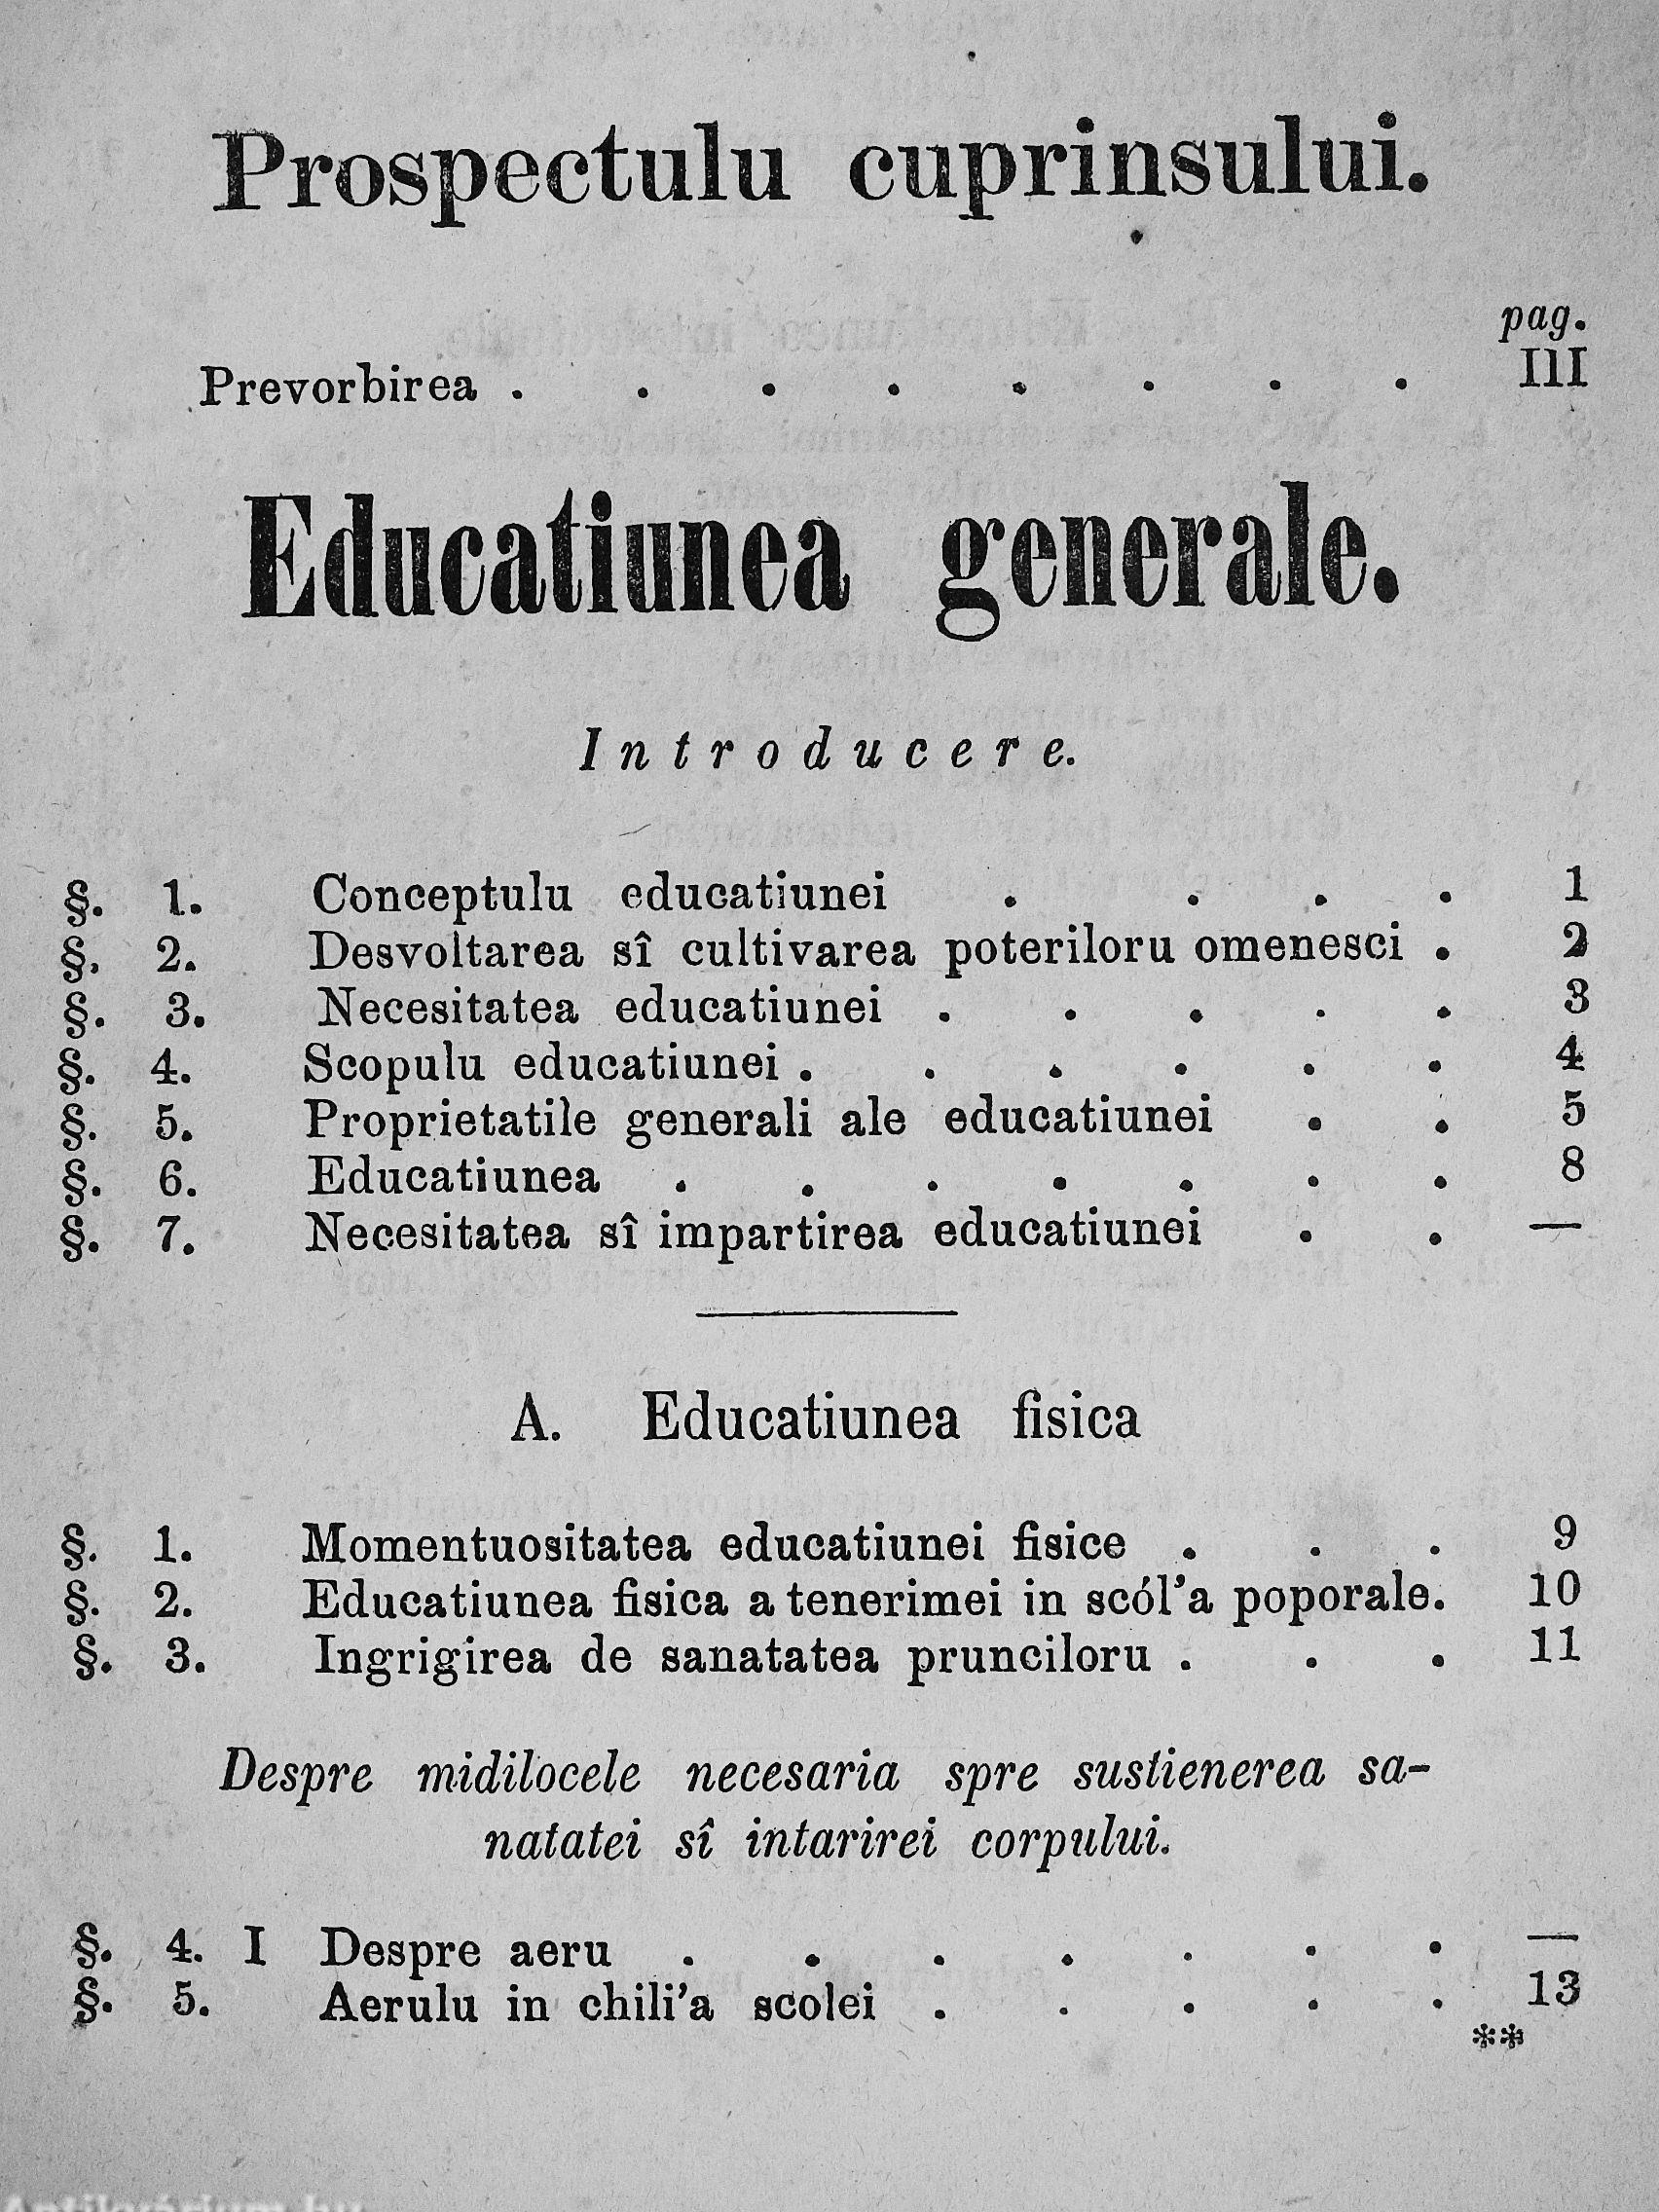 Prospectulu cuprinsului.
pag.
Prevorbirea . . . . . . . . III
Educatiunea generale.
Introducere.
§. 1. Conceptulu educatiunei . . . . 1
§. 2. Desvoltarea sî cultivarea poteriloru omenesci . 2
§. 3. Necesitatea educatiunei . . . . . 3
§. 4. Scopulu educatiunei . . . . . . 4
§. 5. Proprietatile generali ale educatiunei . . 5
§. 6. Educatiunea . . . . . . . 8
§. 7. Necesitatea sî impartirea educatiunei . . —
A. Educatiunea fisica
§. 1. Momentuositatea educatiunei fisice . . . 9
§. 2. Educatiunea fisica a tenerimei in scól'a poporale. 10
§. 3. Ingrigirea de sanatatea prunciloru . . . 11
Despre midilocele necesaria spre sustienerea sa-
natatei sî intarirei corpului.
§. 4. I Despre aeru . . . . . . . —
§. 5. Aerulu in chili'a scolei . . . . . 13
**